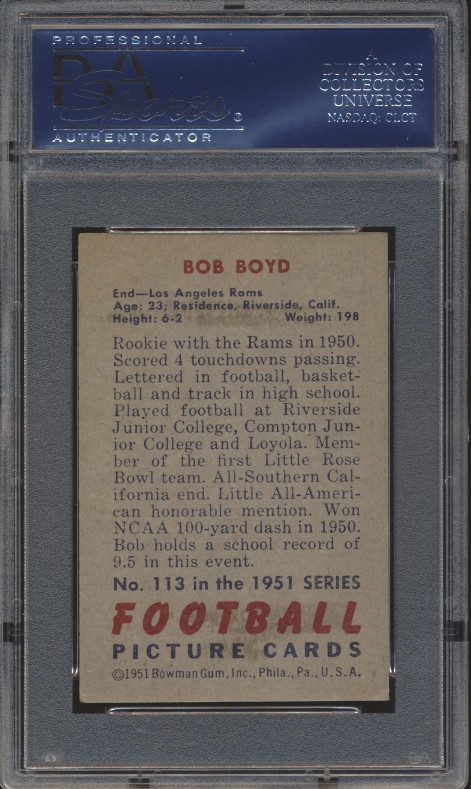 PROFESSIONAL
PSA
Sports
AUTHENTICATOR
A
DIVISION OF
COLLECTORS
UNIVERSE
NASDAQ: CLCT
BOB BOYD
End—Los Angeles Rams
Age: 23; Residence, Riverside, Calif.
Height: 6-2 Weight: 198
Rookie with the Rams in 1950.
Scored 4 touchdowns passing.
Lettered in football, basket-
ball and track in high school.
Played football at Riverside
Junior College, Compton Jun-
ior College and Loyola. Mem-
ber of the first Little Rose
Bowl team. All-Southern Cal-
ifornia end. Little All-Ameri-
can honorable mention. Won
NCAA 100-yard dash in 1950.
Bob holds a school record of
9.5 in this event.
No. 113 in the 1951 SERIES
FOOTBALL
PICTURE CARDS
©1951 Bowman Gum, Inc., Phila., Pa., U.S.A.